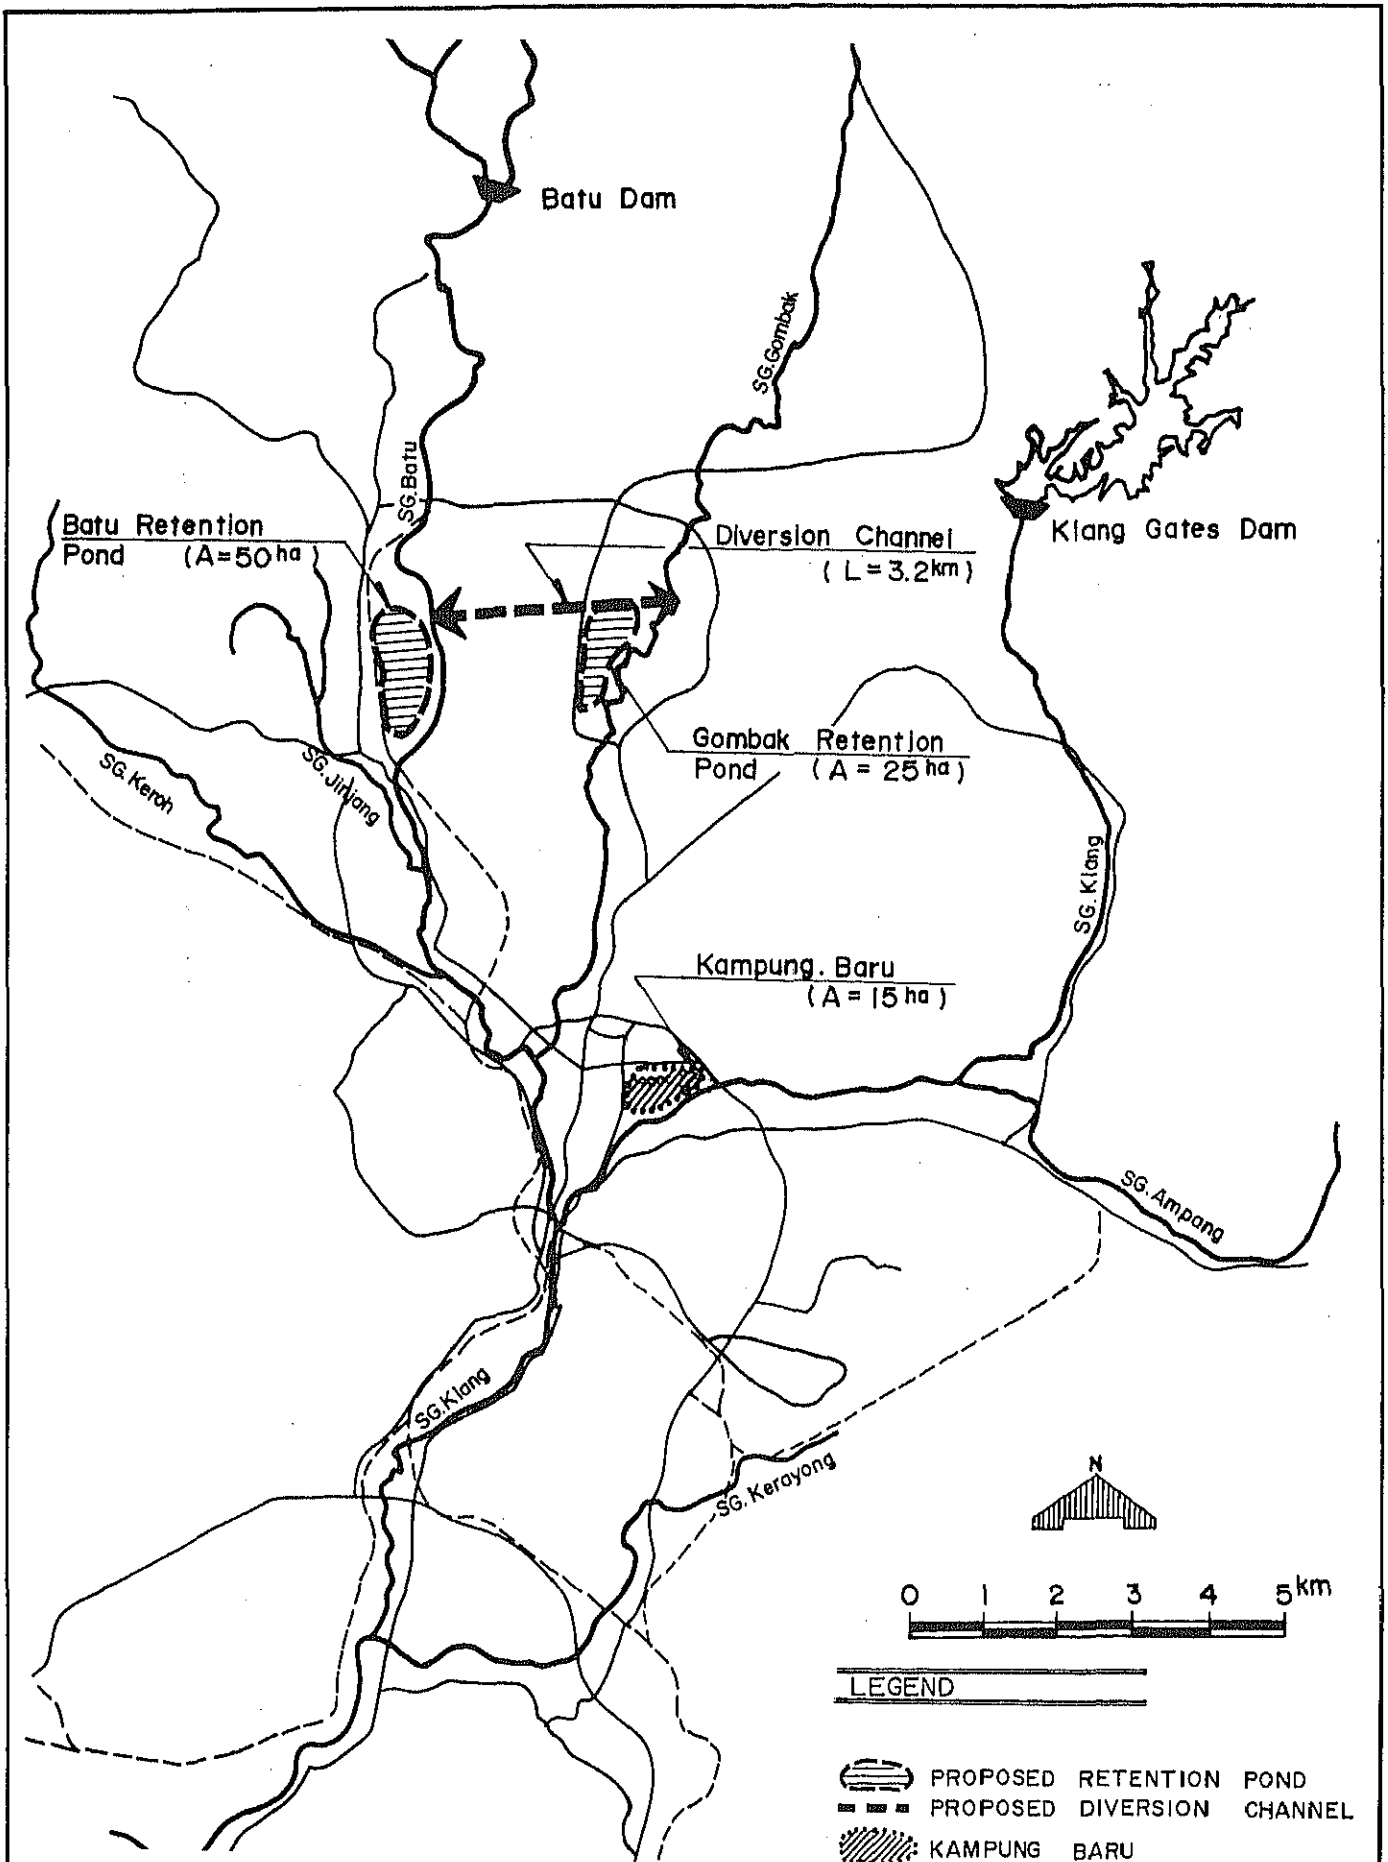 Batu Dam
SG.Gombak
SG.Batu
Batu Retention
Pond (A=50ha)
Diversion Channel
(L=3.2km)
Klang Gates Dam
Gombak Retention
Pond (A=25ha)
SG.Keroh
SG.Jinjang
SG.Klang
Kampung. Baru
(A=15ha)
SG.Ampang
SG.Klang
SG.Kerayong
N
0 1 2 3 4 5km
LEGEND
PROPOSED RETENTION POND
PROPOSED DIVERSION CHANNEL
KAMPUNG BARU